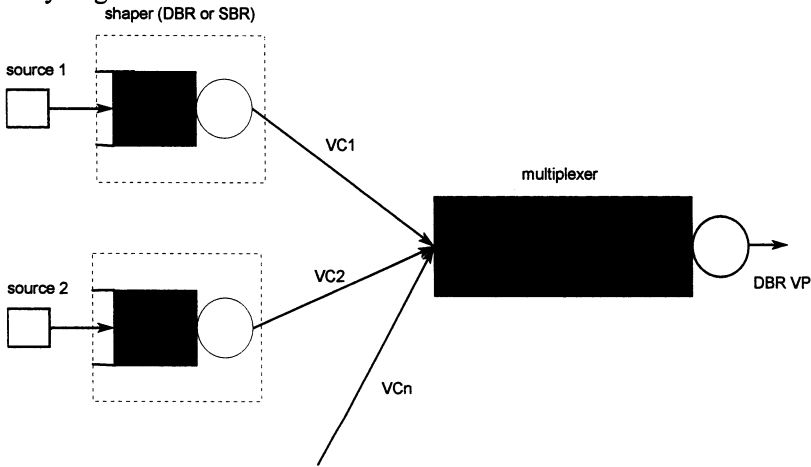 shaper (DBR or SBR)
source 1
VC1
multiplexer
source 2
VC2
DBR VP
VCn